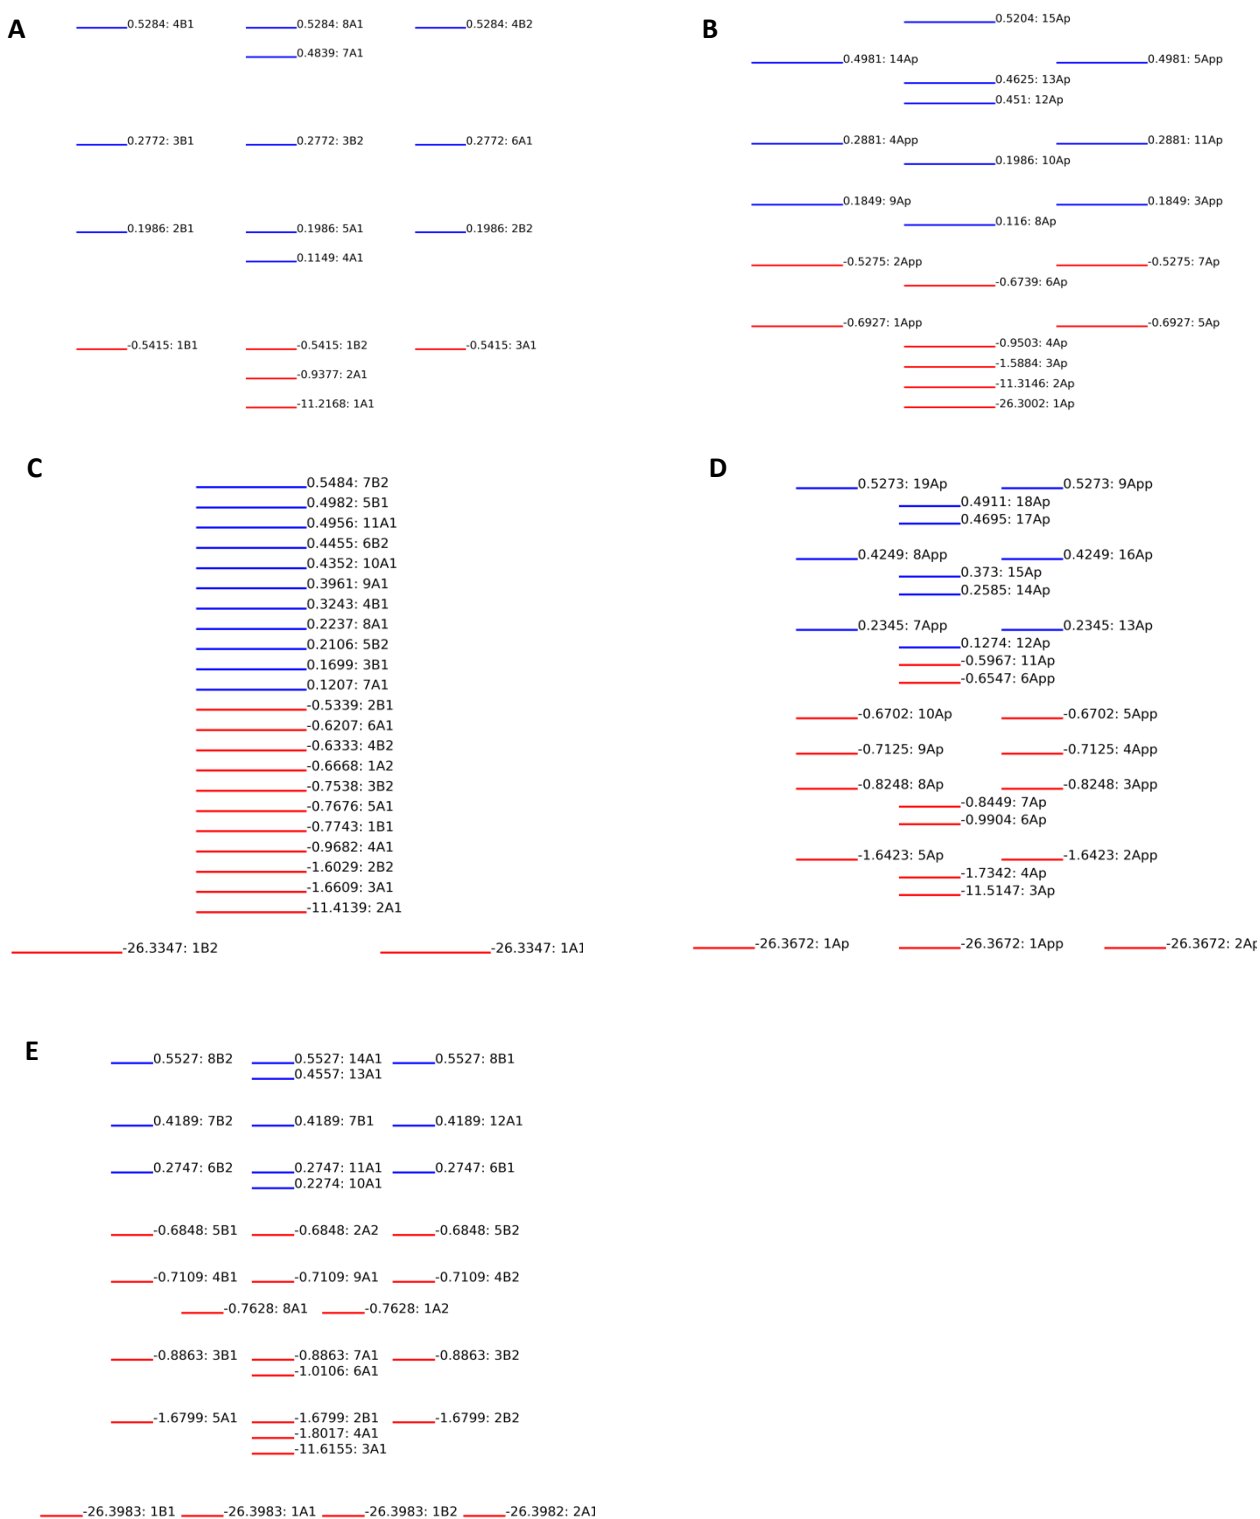 A
0.5284: 4B1 0.5284: 8A1 0.5284: 4B2
0.4839: 7A1
0.2772: 3B1 0.2772: 3B2 0.2772: 6A1
0.1986: 2B1 0.1986: 5A1 0.1986: 2B2
0.1149: 4A1
-0.5415: 1B1 -0.5415: 1B2 -0.5415: 3A1
-0.9377: 2A1
-11.2168: 1A1
B
0.5204: 15Ap
0.4981: 14Ap 0.4981: 5App
0.4625: 13Ap
0.451: 12Ap
0.2881: 4App 0.2881: 11Ap
0.1986: 10Ap
0.1849: 9Ap 0.1849: 3App
0.116: 8Ap
-0.5275: 2App -0.5275: 7Ap
-0.6739: 6Ap
-0.6927: 1App -0.6927: 5Ap
-0.9503: 4Ap
-1.5884: 3Ap
-11.3146: 2Ap
-26.3002: 1Ap
C
0.5484: 7B2
0.4982: 5B1
0.4956: 11A1
0.4455: 6B2
0.4352: 10A1
0.3961: 9A1
0.3243: 4B1
0.2237: 8A1
0.2106: 5B2
0.1699: 3B1
0.1207: 7A1
-0.5339: 2B1
-0.6207: 6A1
-0.6333: 4B2
-0.6668: 1A2
-0.7538: 3B2
-0.7676: 5A1
-0.7743: 1B1
-0.9682: 4A1
-1.6029: 2B2
-1.6609: 3A1
-11.4139: 2A1
-26.3347: 1B2 -26.3347: 1A1
D
0.5273: 19Ap 0.5273: 9App
0.4911: 18Ap
0.4695: 17Ap
0.4249: 8App 0.4249: 16Ap
0.373: 15Ap
0.2585: 14Ap
0.2345: 7App 0.2345: 13Ap
0.1274: 12Ap
-0.5967: 11Ap
-0.6547: 6App
-0.6702: 10Ap -0.6702: 5App
-0.7125: 9Ap -0.7125: 4App
-0.8248: 8Ap -0.8248: 3App
-0.8449: 7Ap
-0.9904: 6Ap
-1.6423: 5Ap -1.6423: 2App
-1.7342: 4Ap
-11.5147: 3Ap
-26.3672: 1Ap -26.3672: 1App -26.3672: 2Ap
E
0.5527: 8B2 0.5527: 14A1 0.5527: 8B1
0.4557: 13A1
0.4189: 7B2 0.4189: 7B1 0.4189: 12A1
0.2747: 6B2 0.2747: 11A1 0.2747: 6B1
0.2274: 10A1
-0.6848: 5B1 -0.6848: 2A2 -0.6848: 5B2
-0.7109: 4B1 -0.7109: 9A1 -0.7109: 4B2
-0.7628: 8A1 -0.7628: 1A2
-0.8863: 3B1 -0.8863: 7A1 -0.8863: 3B2
-1.0106: 6A1
-1.6799: 5A1 -1.6799: 2B1 -1.6799: 2B2
-1.8017: 4A1
-11.6155: 3A1
-26.3983: 1B1 -26.3983: 1A1 -26.3983: 1B2 -26.3982: 2A1